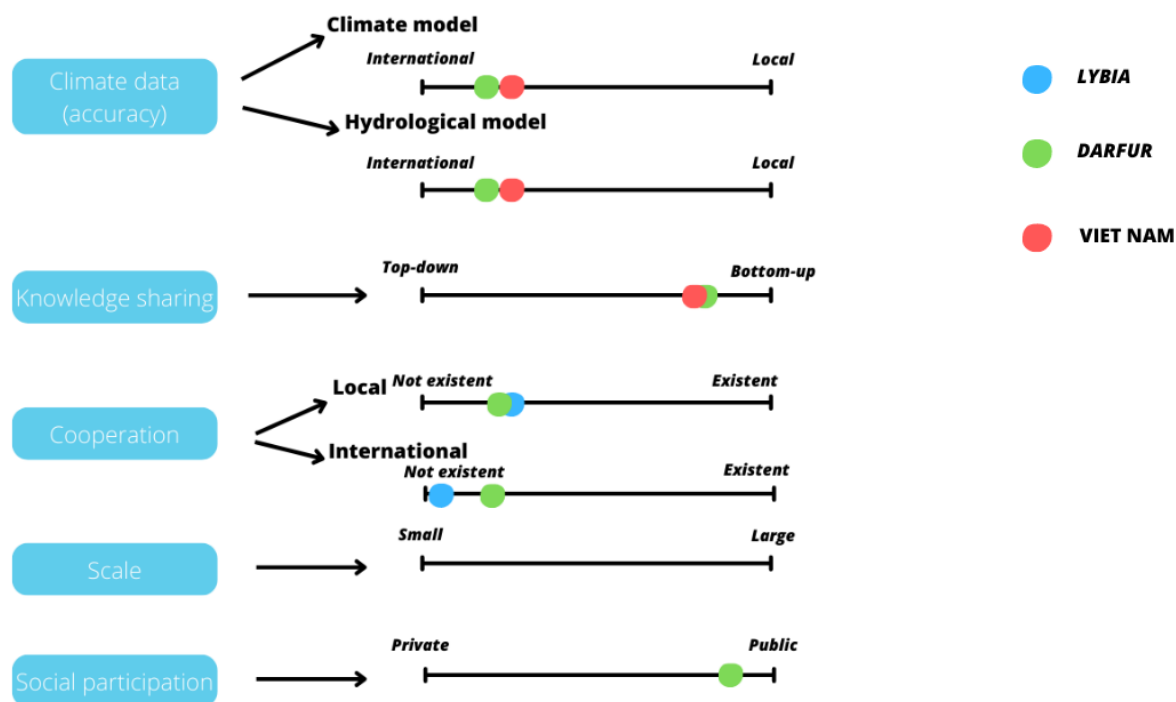 Climate model
International
Local
Climate data
(accuracy)
LYBIA
Hydrological model
DARFUR
International
Local
VIET NAM
Top-down
Bottom-up
Knowledge sharing
Local
Not existent
Existent
Cooperation
International
Not existent
Existent
Small
Large
Scale
Private
Public
Social participation